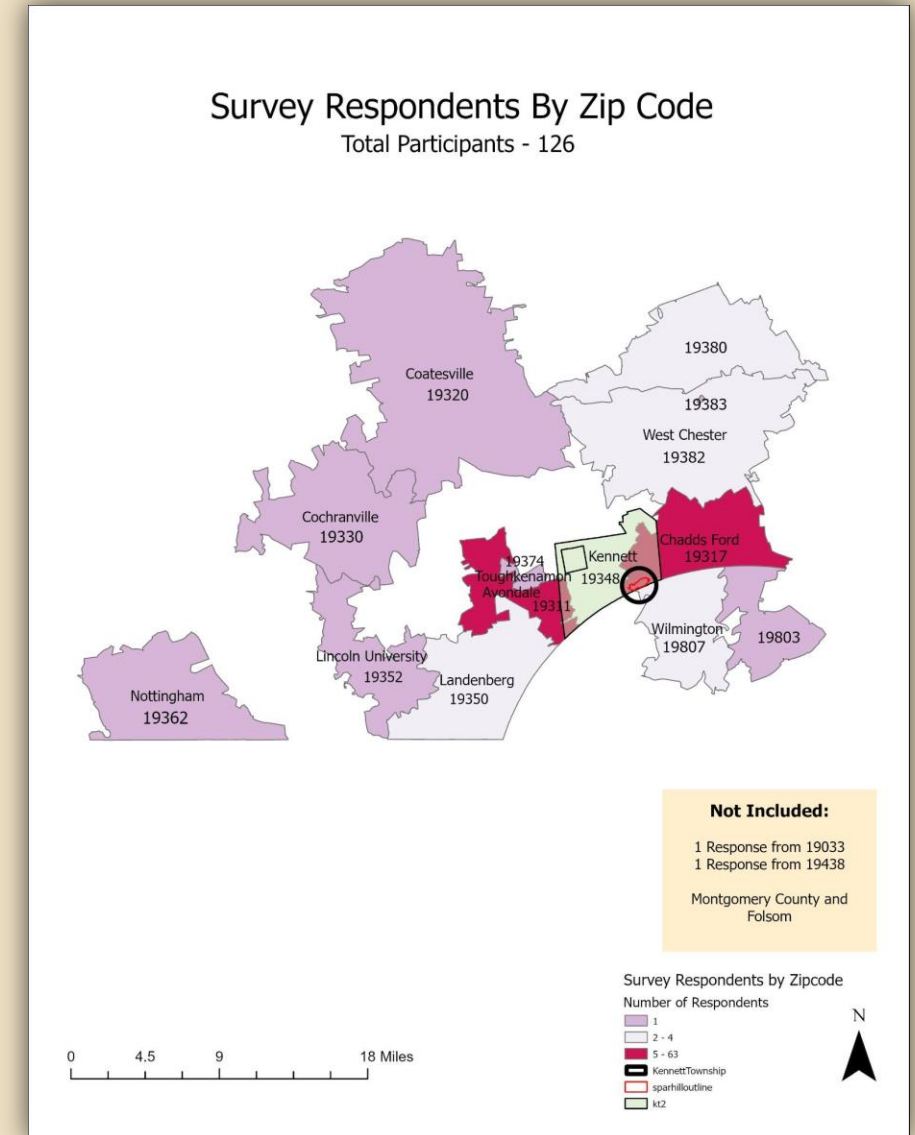 Survey Respondents By Zip Code
Total Participants - 126
19380
Coatesville
19320
19383
West Chester
19382
Cochranville
19330
Chadds Ford
19317
19374
Kennett
19348
Toughkenamon
Avondale
19311
Wilmington
19807
19803
Lincoln University
19352
Landenberg
19350
Nottingham
19362
Not Included:
1 Response from 19033
1 Response from 19438
Montgomery County and
Folsom
Survey Respondents by Zipcode
Number of Respondents
1
2 - 4
5 - 63
KennettTownship
sparhilloutline
kt2
N
0 4.5 9 18 Miles